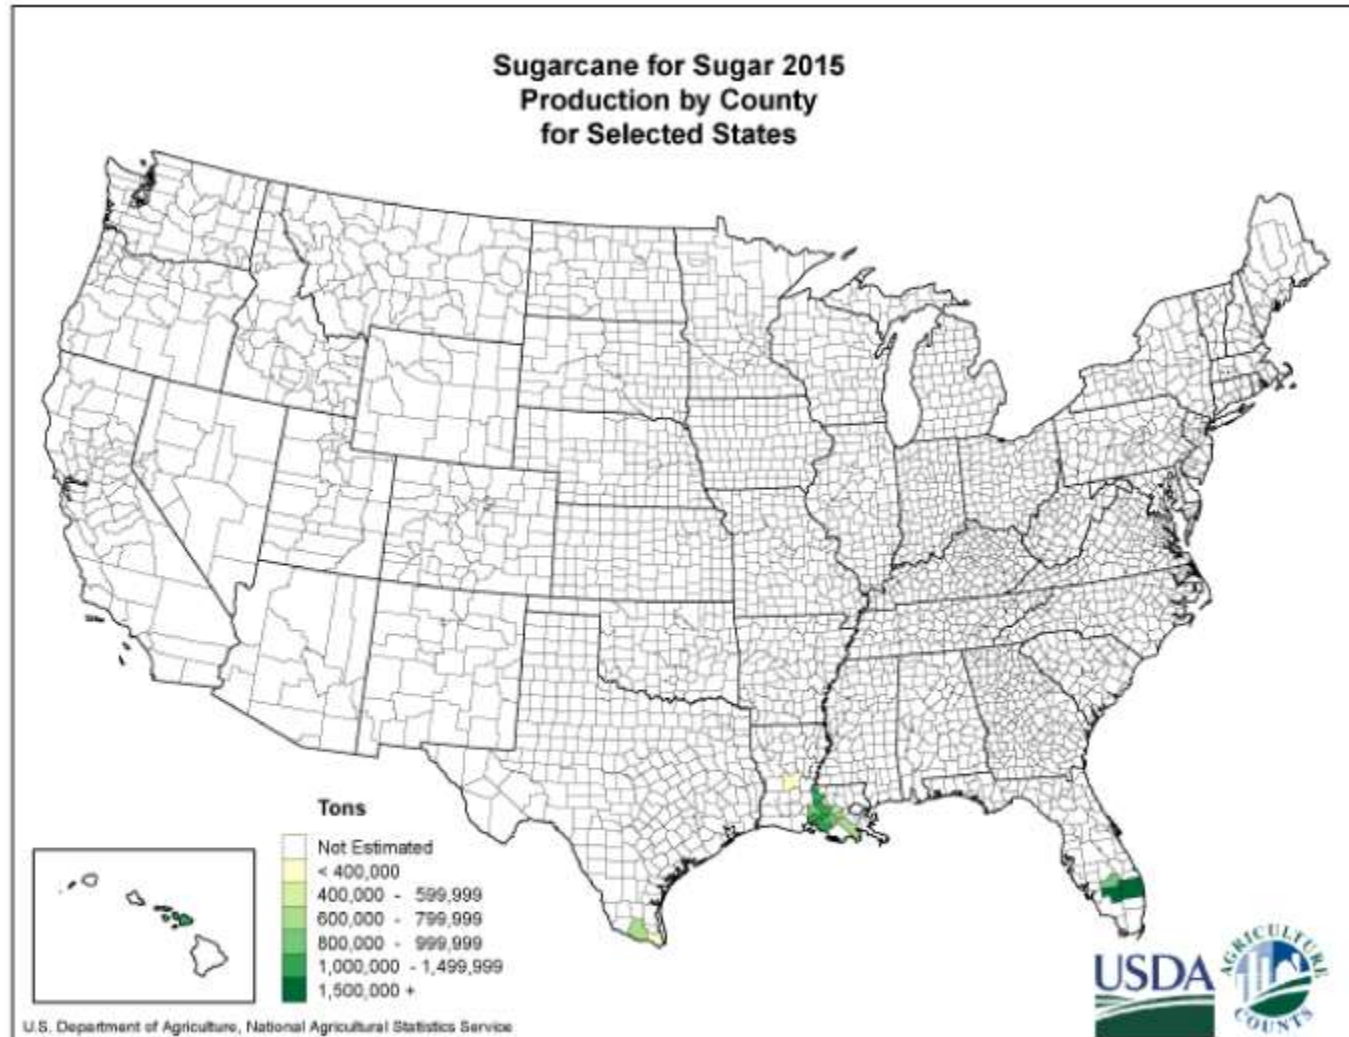 Sugarcane for Sugar 2015
Production by County
for Selected States
Tons
Not Estimated
< 400,000
400,000 - 599,999
600,000 - 799,999
800,000 - 999,999
1,000,000 - 1,499,999
1,500,000 +
U.S. Department of Agriculture, National Agricultural Statistics Service
USDA
AGRICULTURE
COUNTS